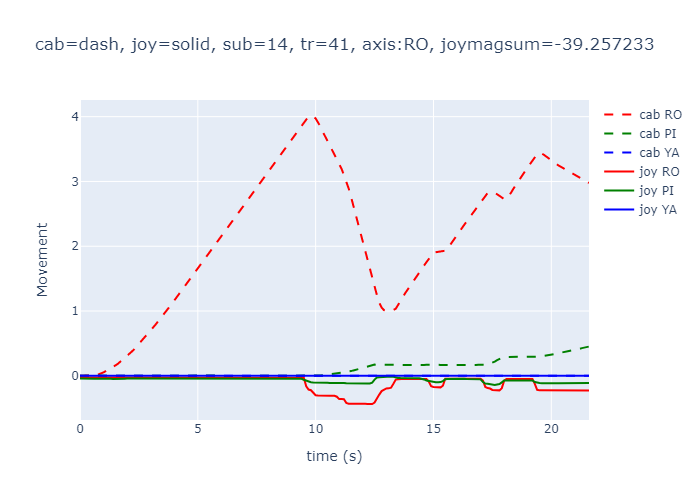 cab=dash, joy=solid, sub=14, tr=41, axis:RO, joymagsum=-39.257233
cab RO
cab PI
cab YA
joy RO
joy PI
joy YA
Movement
4
3
2
1
0
0
5
10
15
20
time (s)